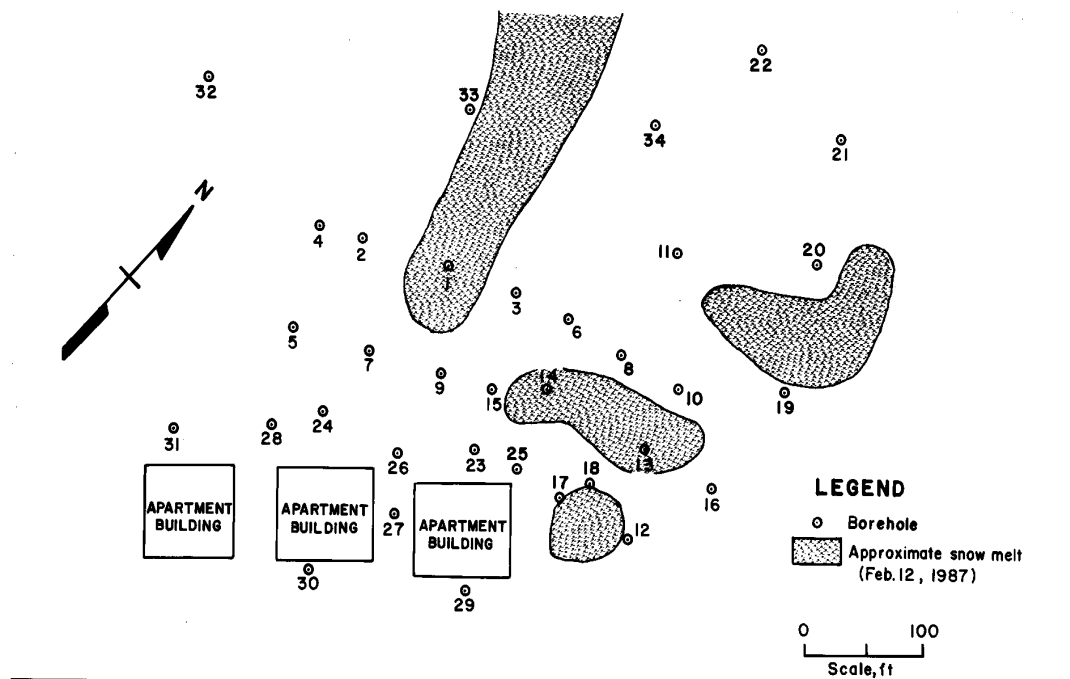 22
32
33
34
21
N
4
2
11
20
1
3
6
5
7
8
9
14
15
10
19
24
28
31
26
23
25
13
18
17
16
APARTMENT
BUILDING
APARTMENT
BUILDING
27
APARTMENT
BUILDING
12
30
29
LEGEND
Borehole
Approximate snow melt
(Feb. 12, 1987)
0 100
Scale, ft